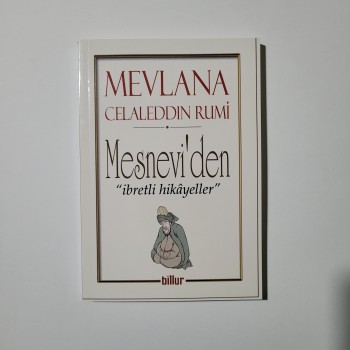 MEVLANA
CELALEDDIN RUMİ
Mesnevi'den
"ibretli hikâyeller"
billur